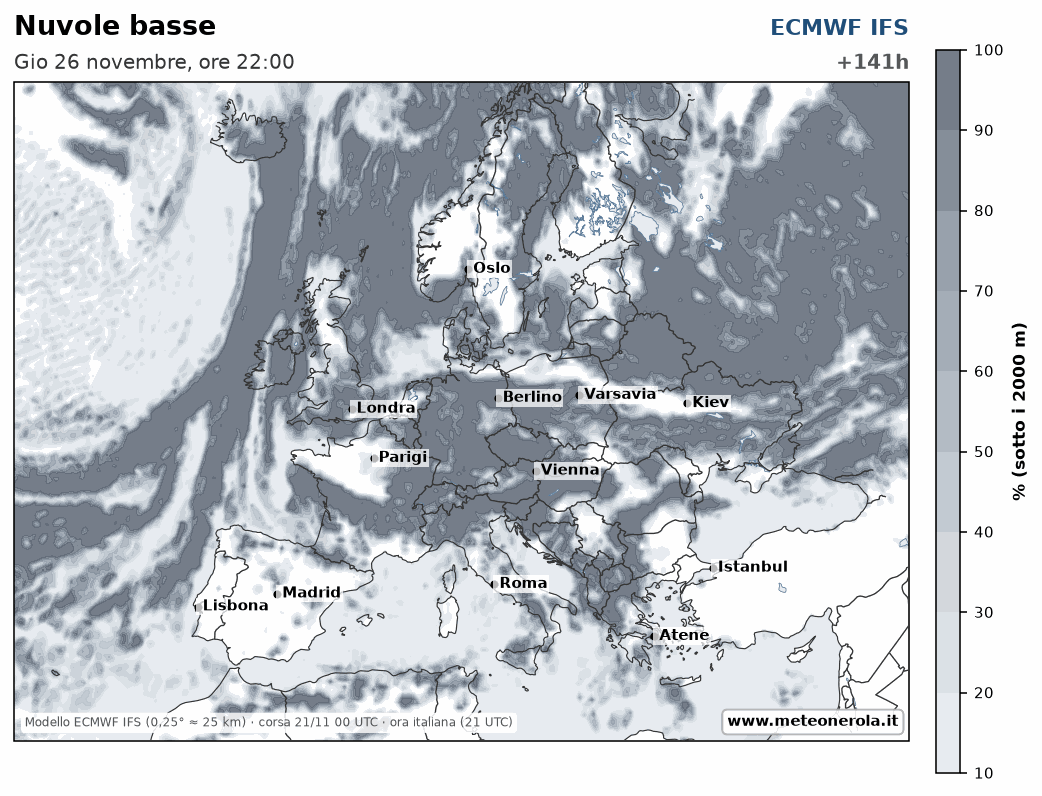 Nuvole basse
ECMWF IFS
Gio 26 novembre, ore 22:00
+141h
100
90
80
70
60
50
40
30
20
10
% (sotto i 2000 m)
Oslo
Londra
Berlino
Varsavia
Kiev
Parigi
Vienna
Istanbul
Roma
Madrid
Lisbona
Atene
Modello ECMWF IFS (0,25° ≈ 25 km) · corsa 21/11 00 UTC · ora italiana (21 UTC)
www.meteonerola.it